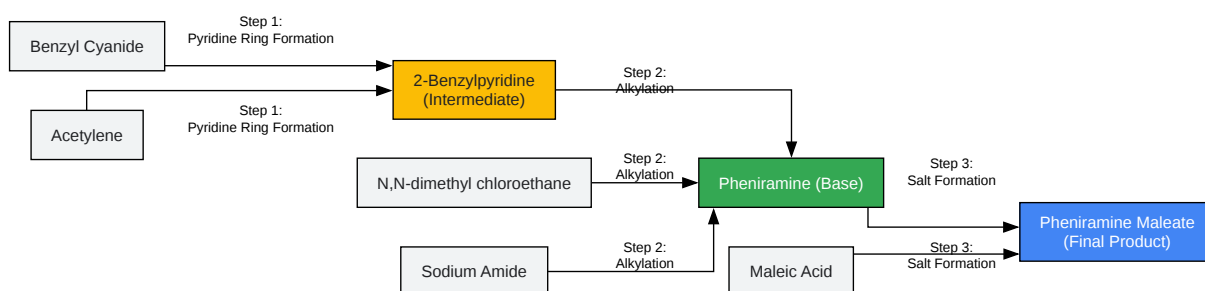 Step 1:
Pyridine Ring Formation
Benzyl Cyanide
2-Benzylpyridine
(Intermediate)
Step 2:
Alkylation
Step 1:
Pyridine Ring Formation
Acetylene
N,N-dimethyl chloroethane
Step 2:
Alkylation
Pheniramine (Base)
Step 3:
Salt Formation
Pheniramine Maleate
(Final Product)
Sodium Amide
Step 2:
Alkylation
Maleic Acid
Step 3:
Salt Formation